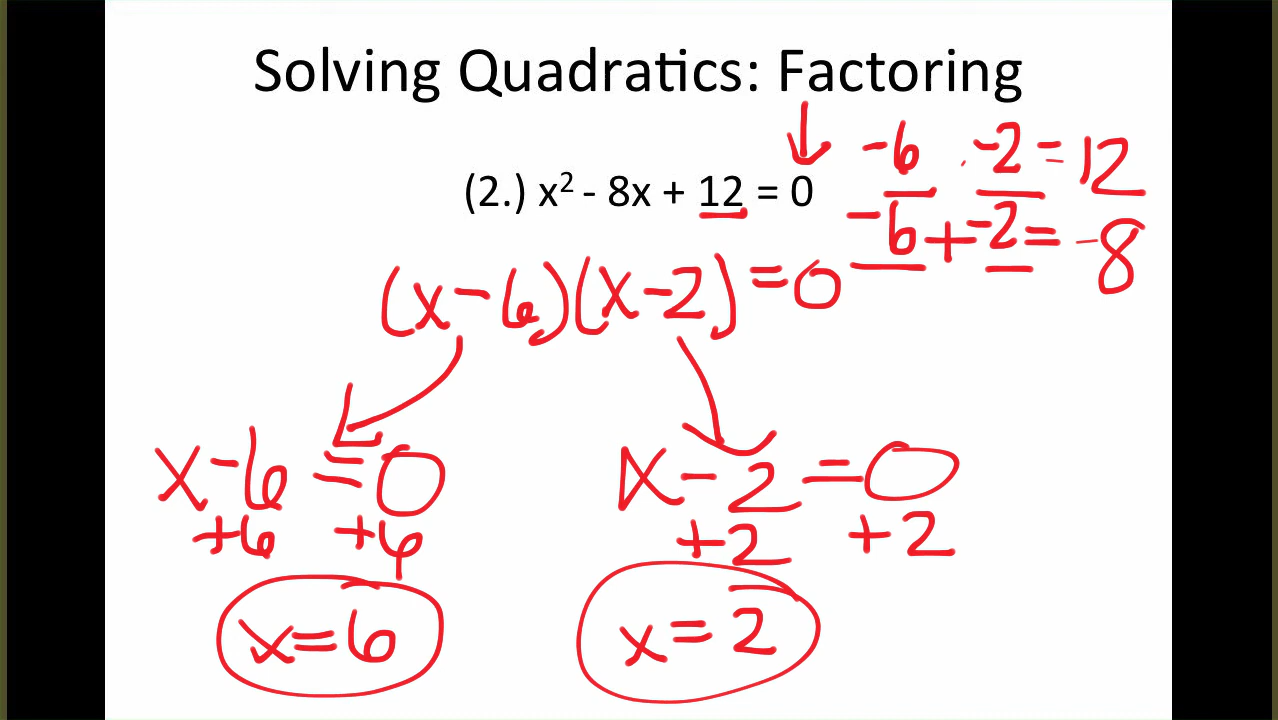 Solving Quadratics: Factoring
-6 · -2 = 12
(2.) x² - 8x + 12 = 0
-6 + -2 = -8
(x - 6)(x - 2) = 0
x - 6 = 0
x - 2 = 0
+6 +6
+2 +2
x = 6
x = 2